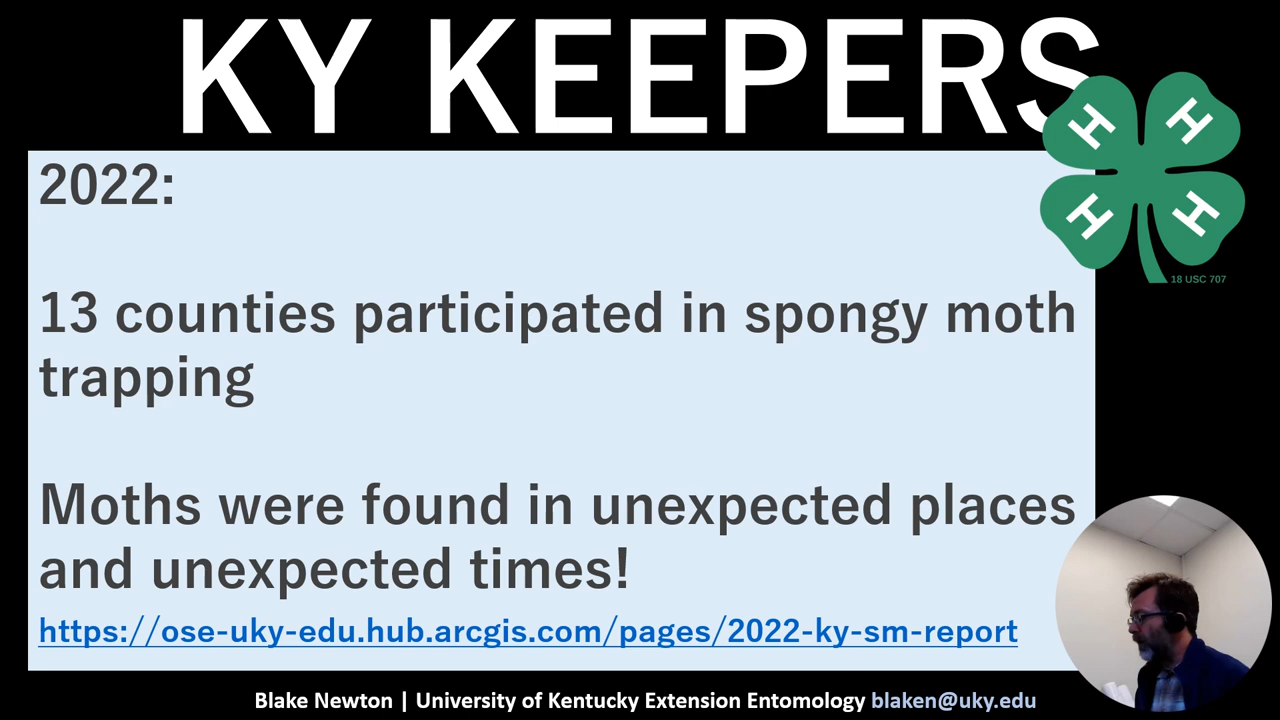 KY KEEPERS
H H
H H
18 USC 707
2022:
13 counties participated in spongy moth
trapping
Moths were found in unexpected places
and unexpected times!
https://ose-uky-edu.hub.arcgis.com/pages/2022-ky-sm-report
Blake Newton | University of Kentucky Extension Entomology blaken@uky.edu